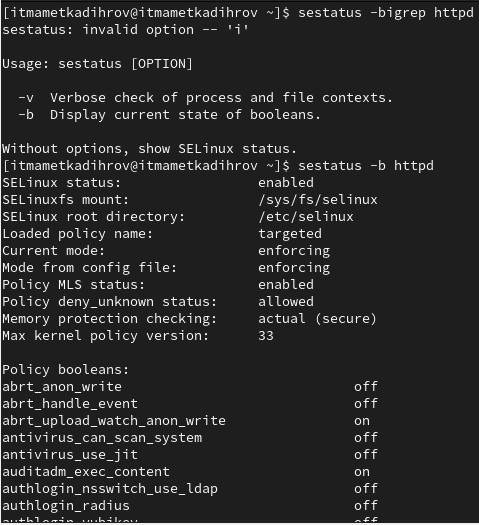 [itmametkadihrov@itmametkadihrov ~]$ sestatus -bigrep httpd
sestatus: invalid option -- 'i'
Usage: sestatus [OPTION]
-v Verbose check of process and file contexts.
-b Display current state of booleans.
Without options, show SELinux status.
[itmametkadihrov@itmametkadihrov ~]$ sestatus -b httpd
SELinux status: enabled
SELinuxfs mount: /sys/fs/selinux
SELinux root directory: /etc/selinux
Loaded policy name: targeted
Current mode: enforcing
Mode from config file: enforcing
Policy MLS status: enabled
Policy deny_unknown status: allowed
Memory protection checking: actual (secure)
Max kernel policy version: 33
Policy booleans:
abrt_anon_write off
abrt_handle_event off
abrt_upload_watch_anon_write on
antivirus_can_scan_system off
antivirus_use_jit off
auditadm_exec_content on
authlogin_nsswitch_use_ldap off
authlogin_radius off
authlogin_yubikey off